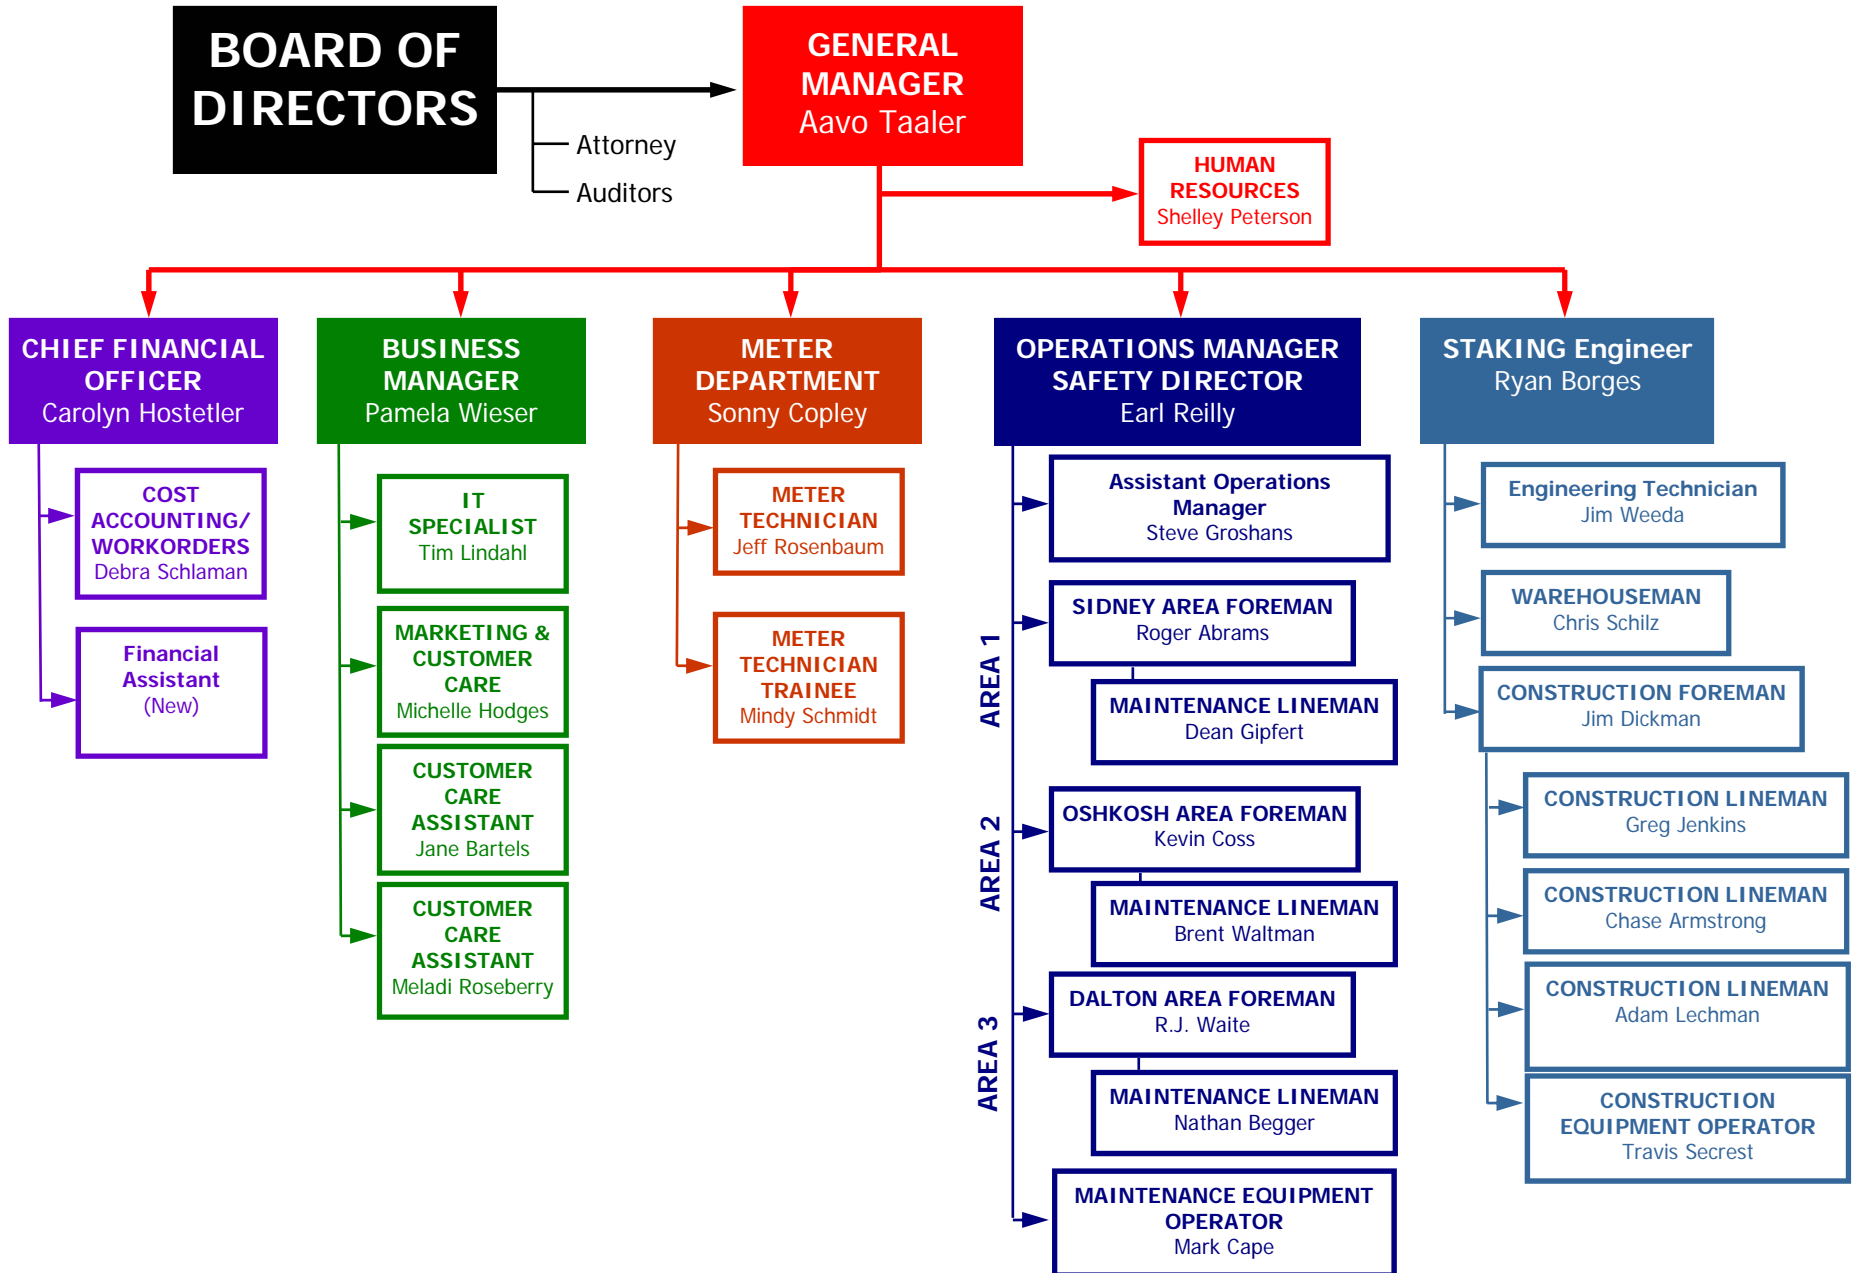 BOARD OF
DIRECTORS
Attorney
Auditors
GENERAL
MANAGER
Aavo Taaler
HUMAN
RESOURCES
Shelley Peterson
CHIEF FINANCIAL
OFFICER
Carolyn Hostetler
COST
ACCOUNTING/
WORKORDERS
Debra Schlaman
Financial
Assistant
(New)
BUSINESS
MANAGER
Pamela Wieser
IT
SPECIALIST
Tim Lindahl
MARKETING &
CUSTOMER
CARE
Michelle Hodges
CUSTOMER
CARE
ASSISTANT
Jane Bartels
CUSTOMER
CARE
ASSISTANT
Meladi Roseberry
METER
DEPARTMENT
Sonny Copley
METER
TECHNICIAN
Jeff Rosenbaum
METER
TECHNICIAN
TRAINEE
Mindy Schmidt
OPERATIONS MANAGER
SAFETY DIRECTOR
Earl Reilly
Assistant Operations
Manager
Steve Groshans
AREA 1
SIDNEY AREA FOREMAN
Roger Abrams
MAINTENANCE LINEMAN
Dean Gipfert
AREA 2
OSHKOSH AREA FOREMAN
Kevin Coss
MAINTENANCE LINEMAN
Brent Waltman
AREA 3
DALTON AREA FOREMAN
R.J. Waite
MAINTENANCE LINEMAN
Nathan Begger
MAINTENANCE EQUIPMENT
OPERATOR
Mark Cape
STAKING Engineer
Ryan Borges
Engineering Technician
Jim Weeda
WAREHOUSEMAN
Chris Schilz
CONSTRUCTION FOREMAN
Jim Dickman
CONSTRUCTION LINEMAN
Greg Jenkins
CONSTRUCTION LINEMAN
Chase Armstrong
CONSTRUCTION LINEMAN
Adam Lechman
CONSTRUCTION
EQUIPMENT OPERATOR
Travis Secrest